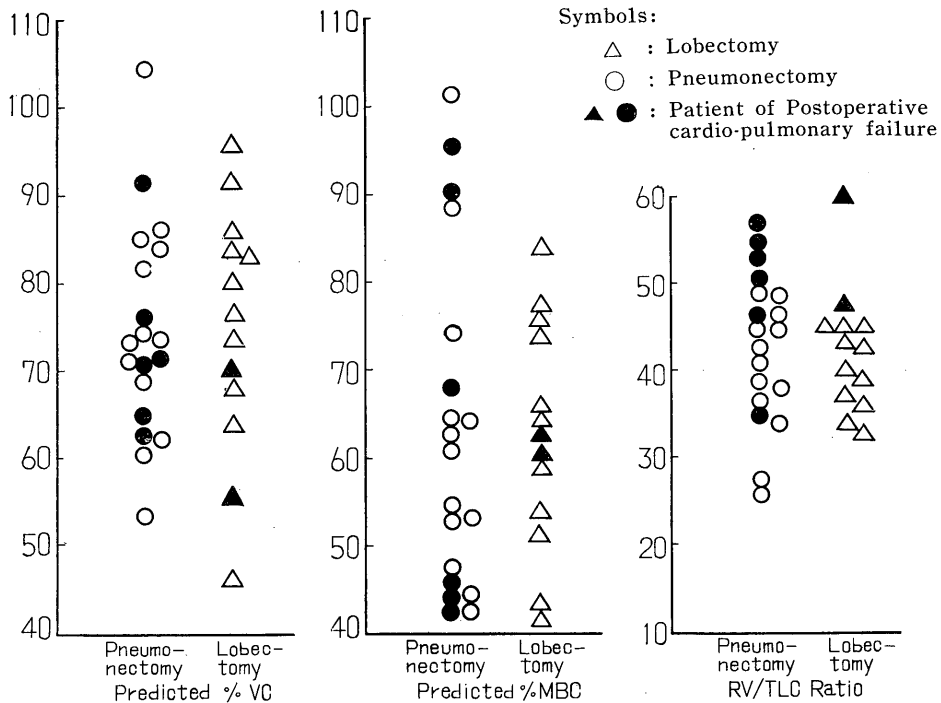 Symbols:
△ : Lobectomy
○ : Pneumonectomy
▲ ● : Patient of Postoperative
cardio-pulmonary failure
110
100
90
80
70
60
50
40
Pneumo-
nectomy
Lobec-
tomy
Predicted % VC
110
100
90
80
70
60
50
40
Pneumo-
nectomy
Lobec-
tomy
Predicted %MBC
60
50
40
30
20
10
Pneumo-
nectomy
Lobec-
tomy
RV/TLC Ratio